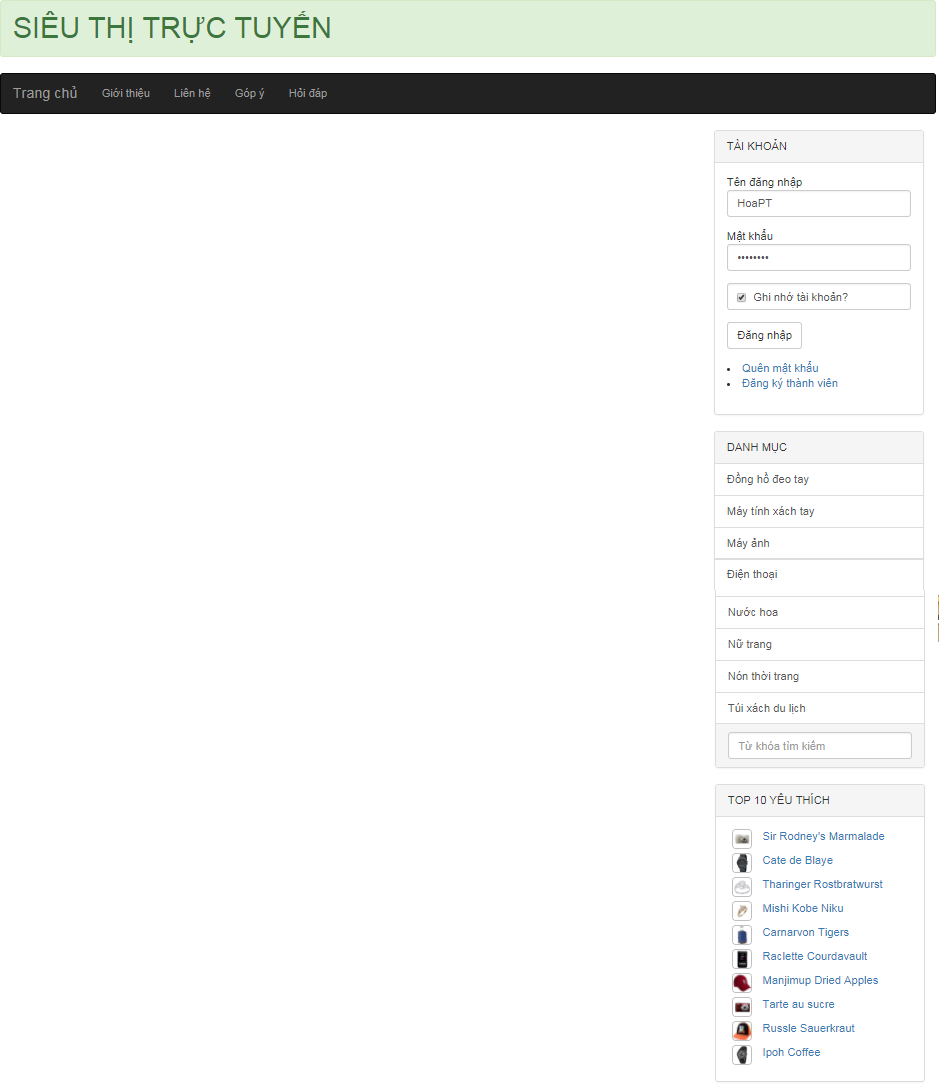 SIÊU THỊ TRỰC TUYẾN
Trang chủ Giới thiệu Liên hệ Góp ý Hỏi đáp
TÀI KHOẢN
Tên đăng nhập
HoaPT
Mật khẩu
••••••••
Ghi nhớ tài khoản?
Đăng nhập
Quên mật khẩu
Đăng ký thành viên
DANH MỤC
Đồng hồ đeo tay
Máy tính xách tay
Máy ảnh
Điện thoại
Nước hoa
Nữ trang
Nón thời trang
Túi xách du lịch
Từ khóa tìm kiếm
TOP 10 YÊU THÍCH
Sir Rodney's Marmalade
Cate de Blaye
Tharinger Rostbratwurst
Mishi Kobe Niku
Carnarvon Tigers
Raclette Courdavault
Manjimup Dried Apples
Tarte au sucre
Russle Sauerkraut
Ipoh Coffee